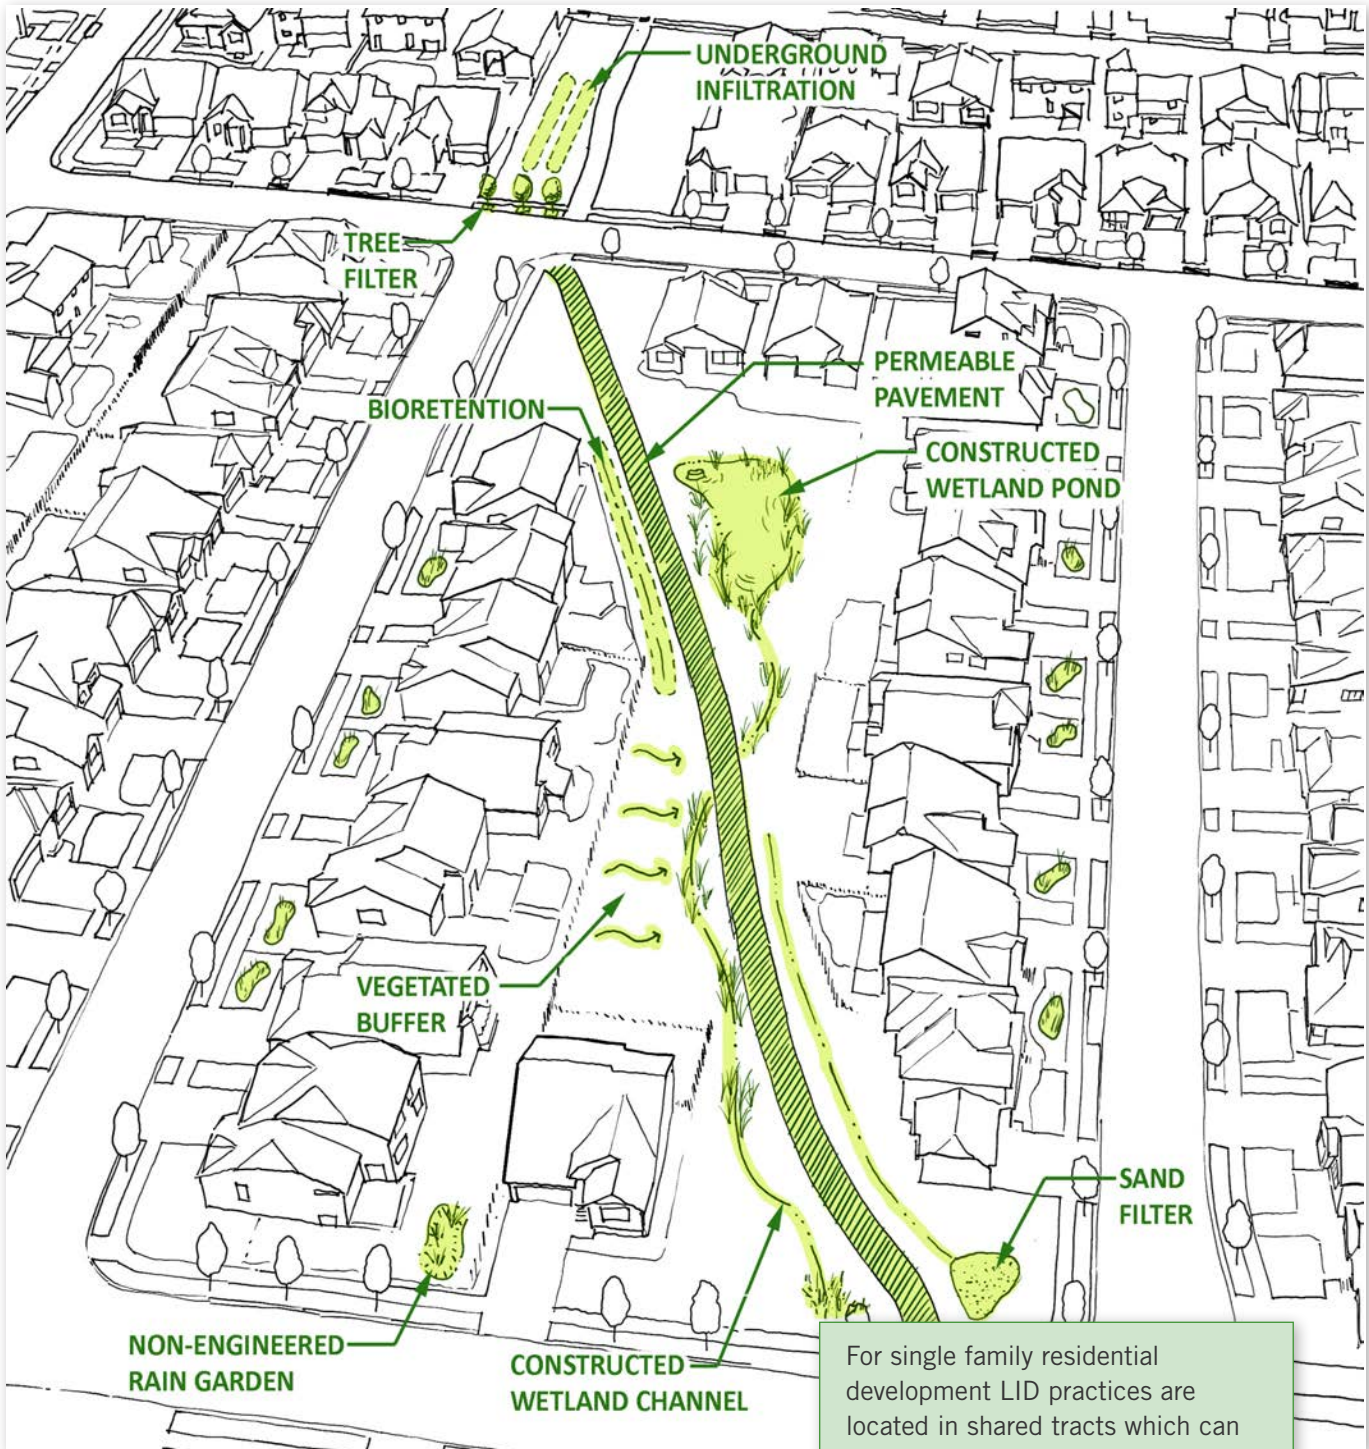 UNDERGROUND
INFILTRATION
TREE
FILTER
PERMEABLE
PAVEMENT
BIORETENTION
CONSTRUCTED
WETLAND POND
VEGETATED
BUFFER
SAND
FILTER
NON-ENGINEERED
RAIN GARDEN
CONSTRUCTED
WETLAND CHANNEL
For single family residential
development LID practices are
located in shared tracts which can